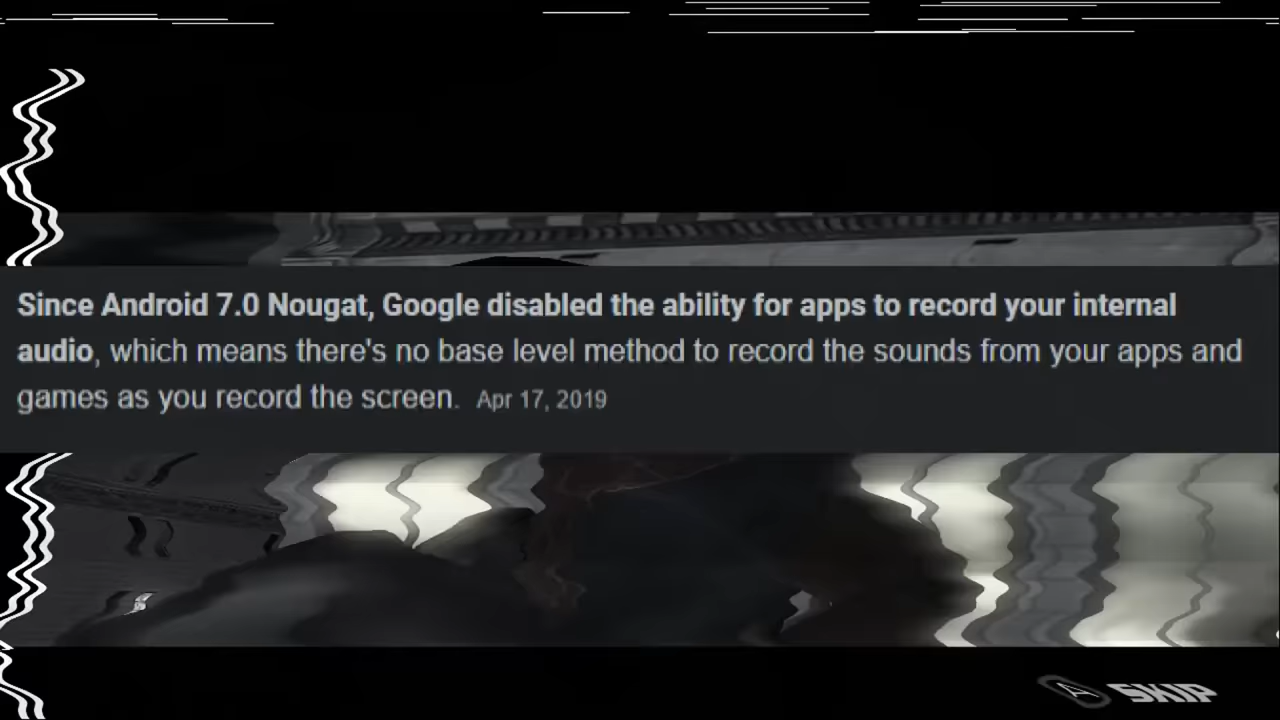 Since Android 7.0 Nougat, Google disabled the ability for apps to record your internal
audio, which means there's no base level method to record the sounds from your apps and
games as you record the screen. Apr 17, 2019
A SKIP